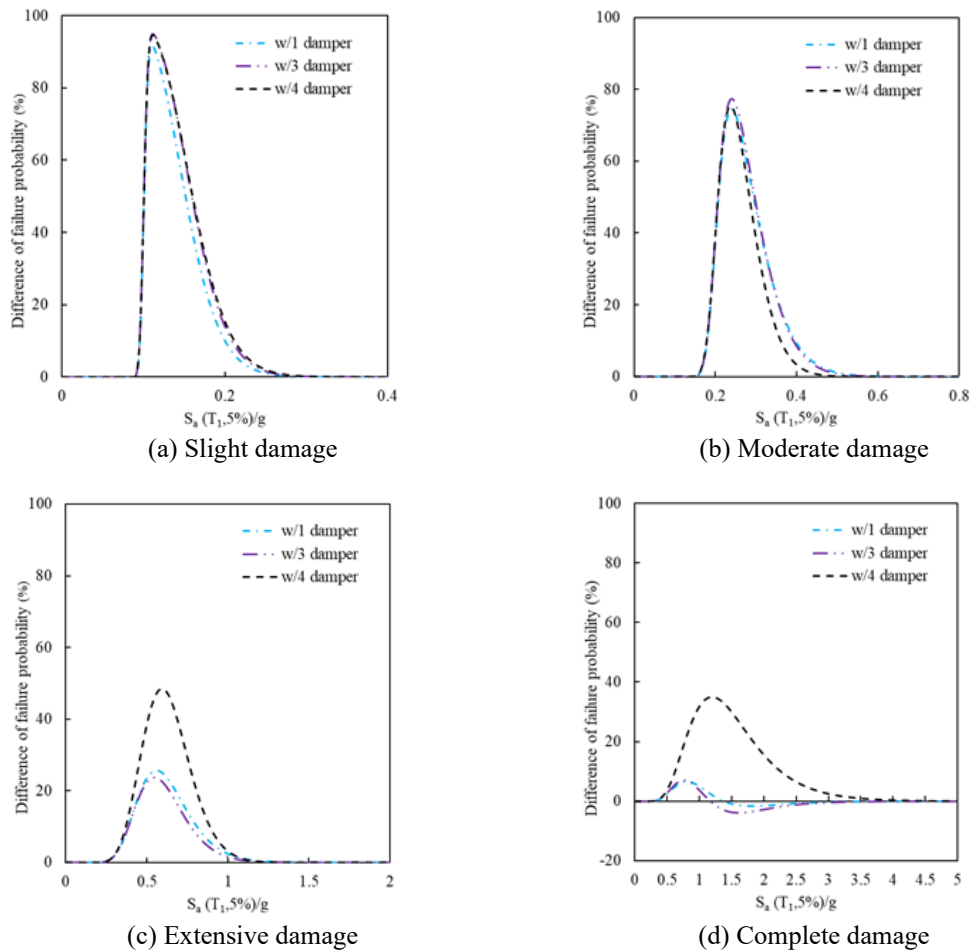 100
80
60
40
20
0
Difference of failure probability (%)
w/1 damper
w/3 damper
w/4 damper
0 0.2 0.4
Sa (T1,5%)/g
(a) Slight damage
100
80
60
40
20
0
Difference of failure probability (%)
w/1 damper
w/3 damper
w/4 damper
0 0.2 0.4 0.6 0.8
Sa (T1,5%)/g
(b) Moderate damage
100
80
60
40
20
0
Difference of failure probability (%)
w/1 damper
w/3 damper
w/4 damper
0 0.5 1 1.5 2
Sa (T1,5%)/g
(c) Extensive damage
100
80
60
40
20
0
-20
Difference of failure probability (%)
w/1 damper
w/3 damper
w/4 damper
0 0.5 1 1.5 2 2.5 3 3.5 4 4.5 5
Sa (T1,5%)/g
(d) Complete damage